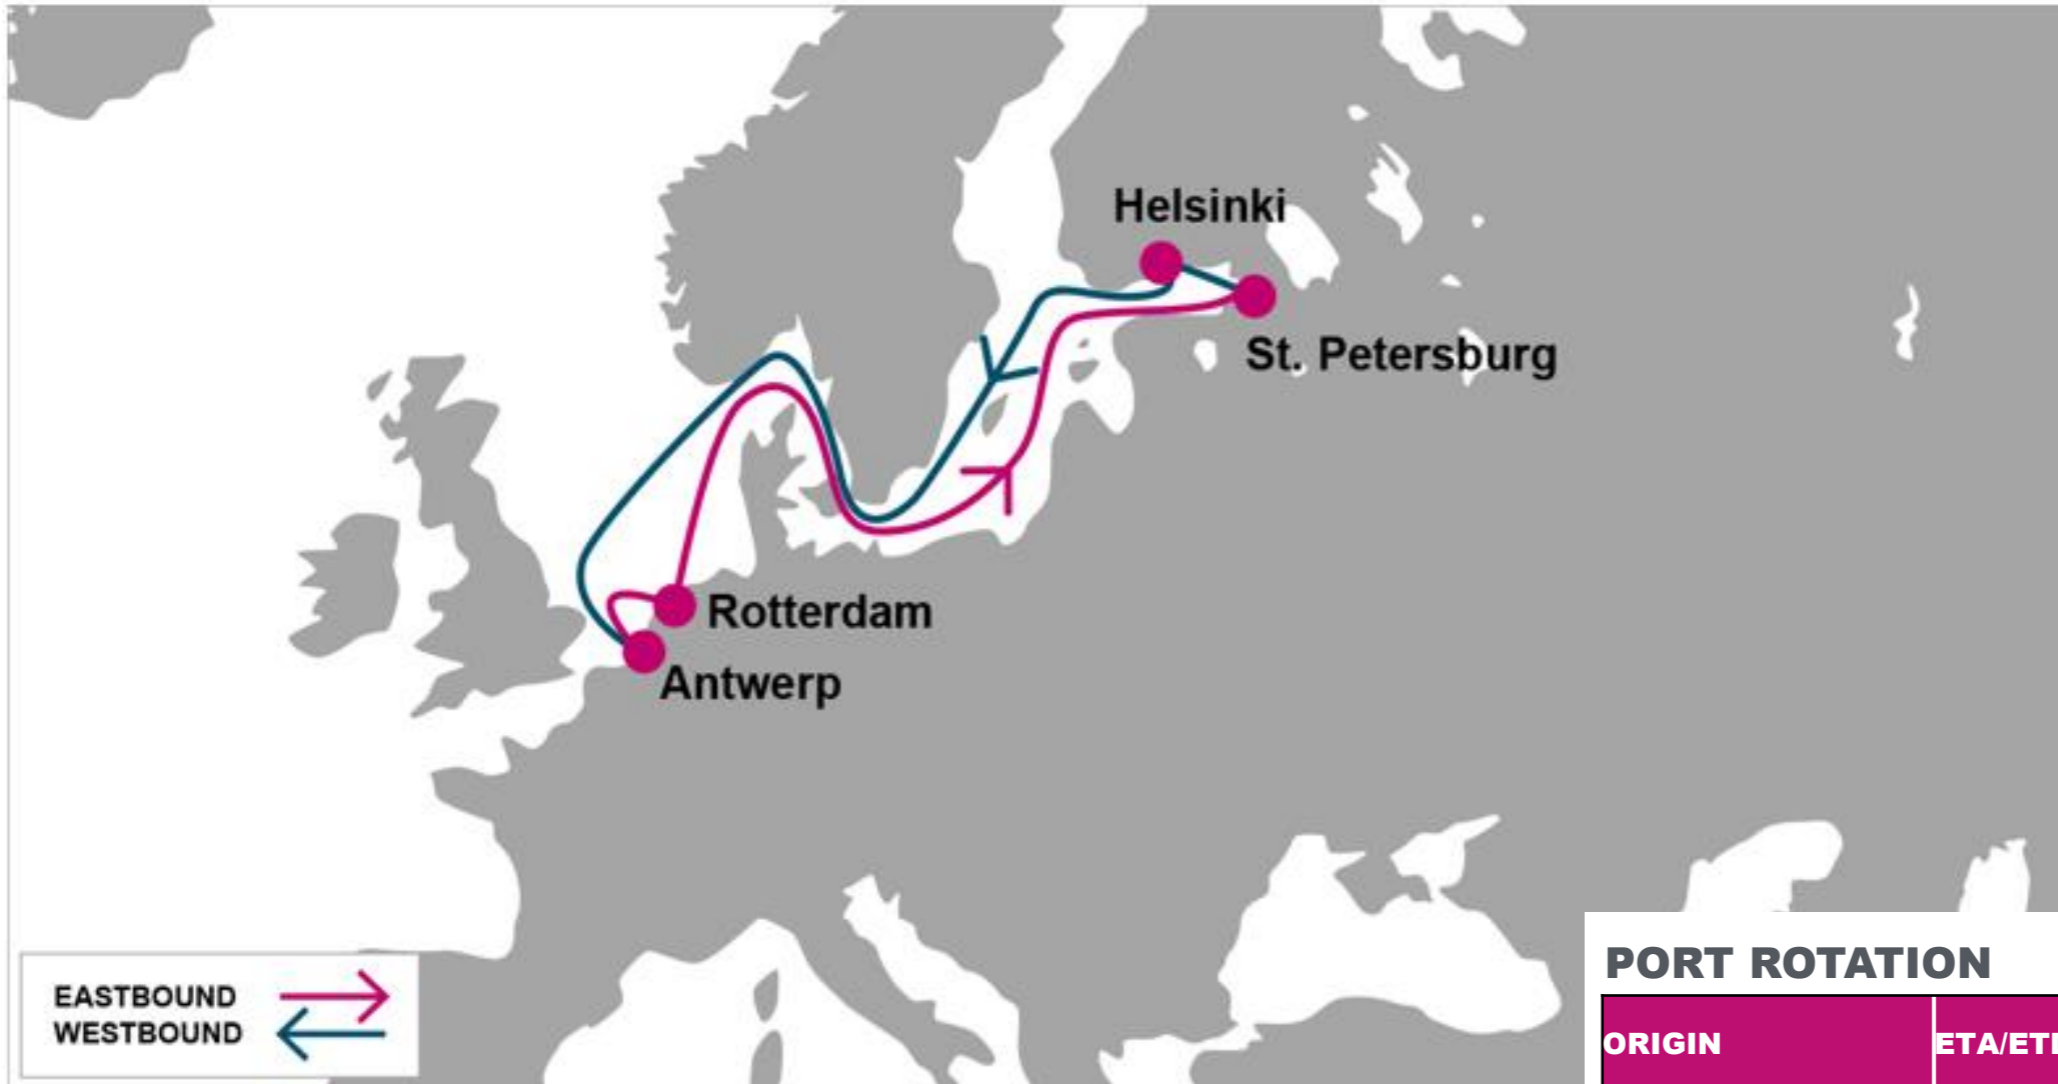 Helsinki
St. Petersburg
Rotterdam
Antwerp
EASTBOUND
WESTBOUND
PORT ROTATION
ORIGIN